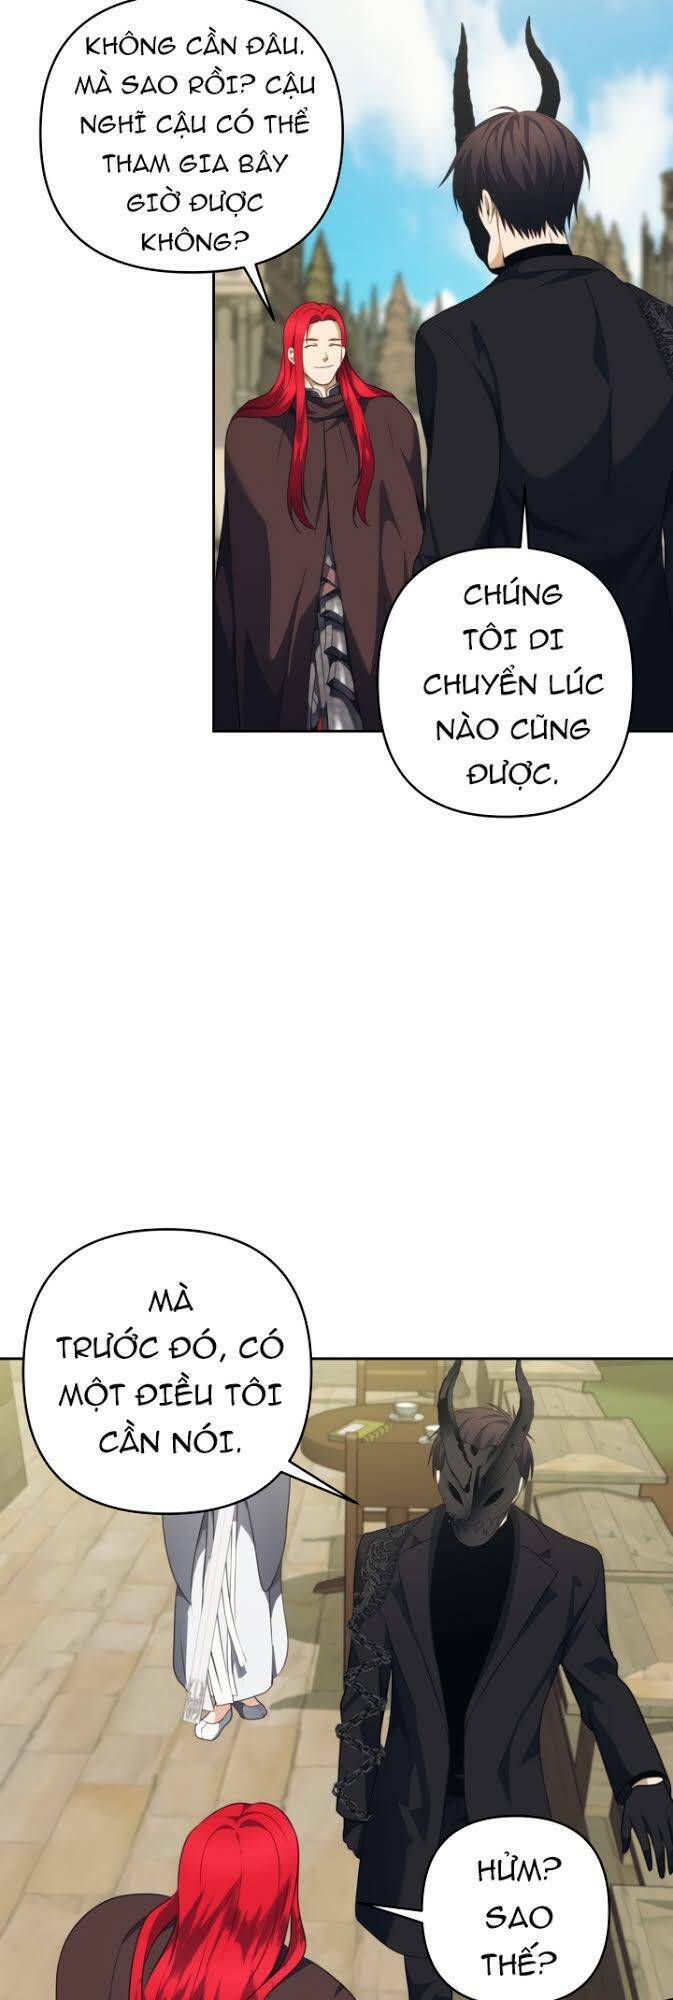 KHÔNG CẦN ĐÂU.
MÀ SAO RỒI? CẬU
NGHĨ CẬU CÓ THỂ
THAM GIA BÂY
GIỜ ĐƯỢC
KHÔNG?
CHÚNG
TÔI DI
CHUYỂN LÚC
NÀO CŨNG
ĐƯỢC.
MÀ
TRƯỚC ĐÓ, CÓ
MỘT ĐIỀU TÔI
CẦN NÓI.
HỬM?
SAO
THẾ?